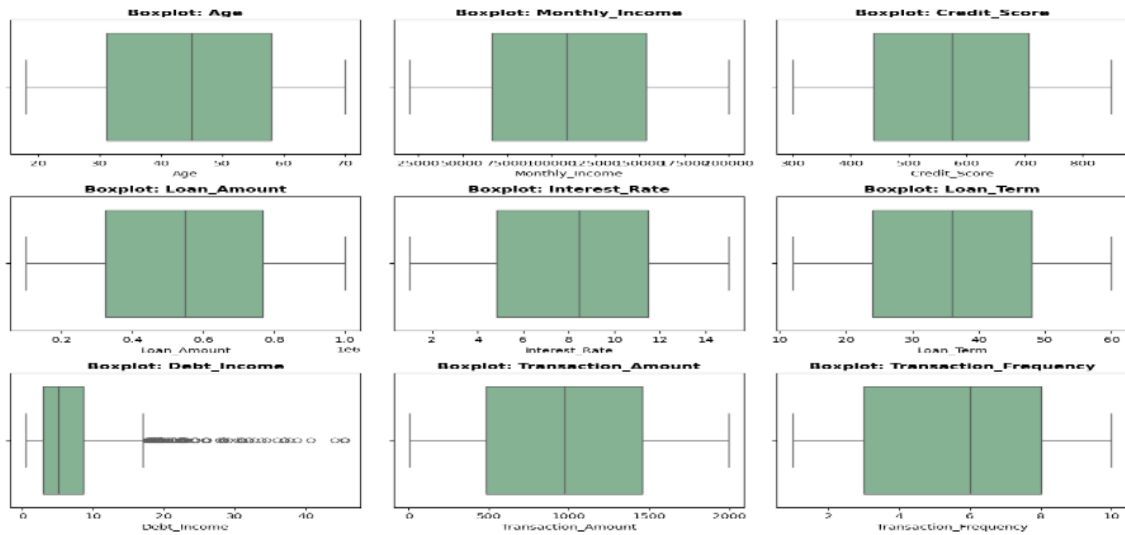 Boxplot: Age
20 30 40 50 60 70
Age
Boxplot: Monthly_Income
25000 50000 75000 100000 125000 150000 175000 200000
Monthly_Income
Boxplot: Credit_Score
300 400 500 600 700 800
Credit_Score
Boxplot: Loan_Amount
0.2 0.4 0.6 0.8 1.0
1e6
Loan_Amount
Boxplot: Interest_Rate
2 4 6 8 10 12 14
Interest_Rate
Boxplot: Loan_Term
10 20 30 40 50 60
Loan_Term
Boxplot: Debt_Income
0 10 20 30 40
Debt_Income
Boxplot: Transaction_Amount
0 500 1000 1500 2000
Transaction_Amount
Boxplot: Transaction_Frequency
2 4 6 8 10
Transaction_Frequency